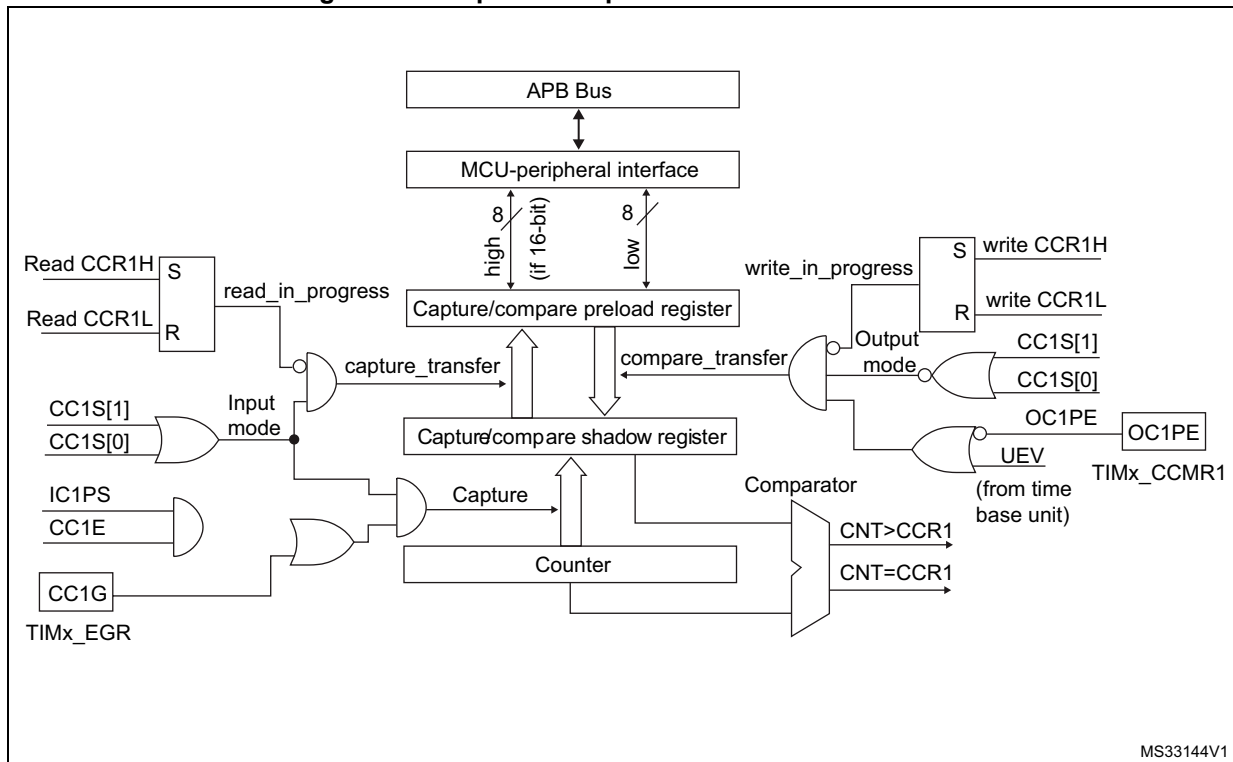 APB Bus
MCU-peripheral interface
8
high
(if 16-bit)
8
low
Read CCR1H
S
read_in_progress
Read CCR1L
R
write_in_progress
S
write CCR1H
R
write CCR1L
Capture/compare preload register
capture_transfer
compare_transfer
Output
mode
CC1S[1]
CC1S[0]
CC1S[1]
CC1S[0]
Input
mode
Capture/compare shadow register
OC1PE
OC1PE
UEV
(from time
base unit)
TIMx_CCMR1
IC1PS
CC1E
Capture
Comparator
CNT>CCR1
CNT=CCR1
Counter
CC1G
TIMx_EGR
MS33144V1